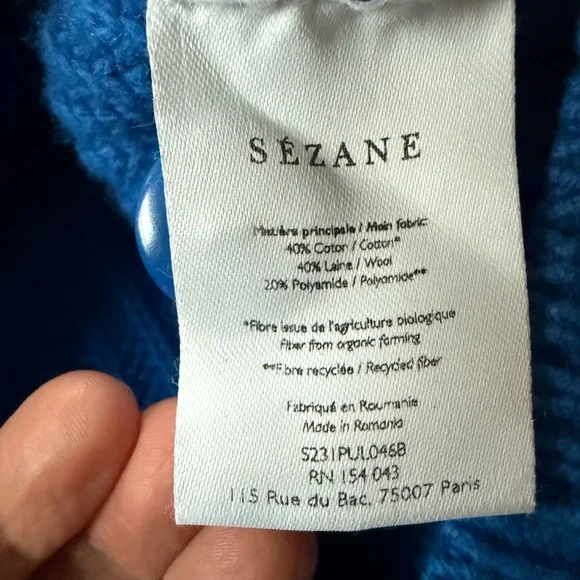 SÉZANE
Matière principale / Main fabric:
40% Coton / Cotton*
40% Laine / Wool
20% Polyamide / Polyamide**
*Fibre issue de l'agriculture biologique
Fiber from organic farming
**Fibre recyclée / Recycled fiber
Fabriqué en Roumanie
Made in Romania
S231PUL046B
RN 154 043
115 Rue du Bac, 75007 Paris